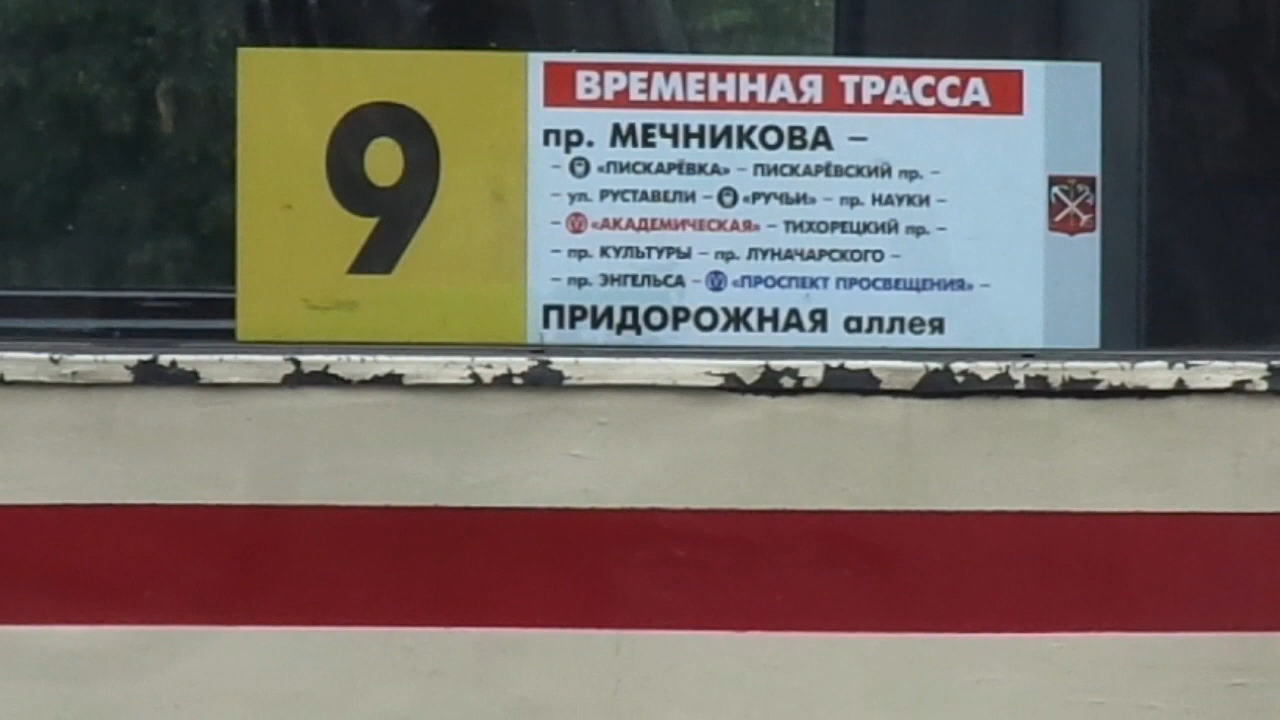 9
ВРЕМЕННАЯ ТРАССА
пр. МЕЧНИКОВА –
– «ПИСКАРЁВКА» – ПИСКАРЁВСКИЙ пр. –
– ул. РУСТАВЕЛИ – «РУЧЬИ» – пр. НАУКИ –
– «АКАДЕМИЧЕСКАЯ» – ТИХОРЕЦКИЙ пр. –
– пр. КУЛЬТУРЫ – пр. ЛУНАЧАРСКОГО –
– пр. ЭНГЕЛЬСА – «ПРОСПЕКТ ПРОСВЕЩЕНИЯ» –
ПРИДОРОЖНАЯ аллея